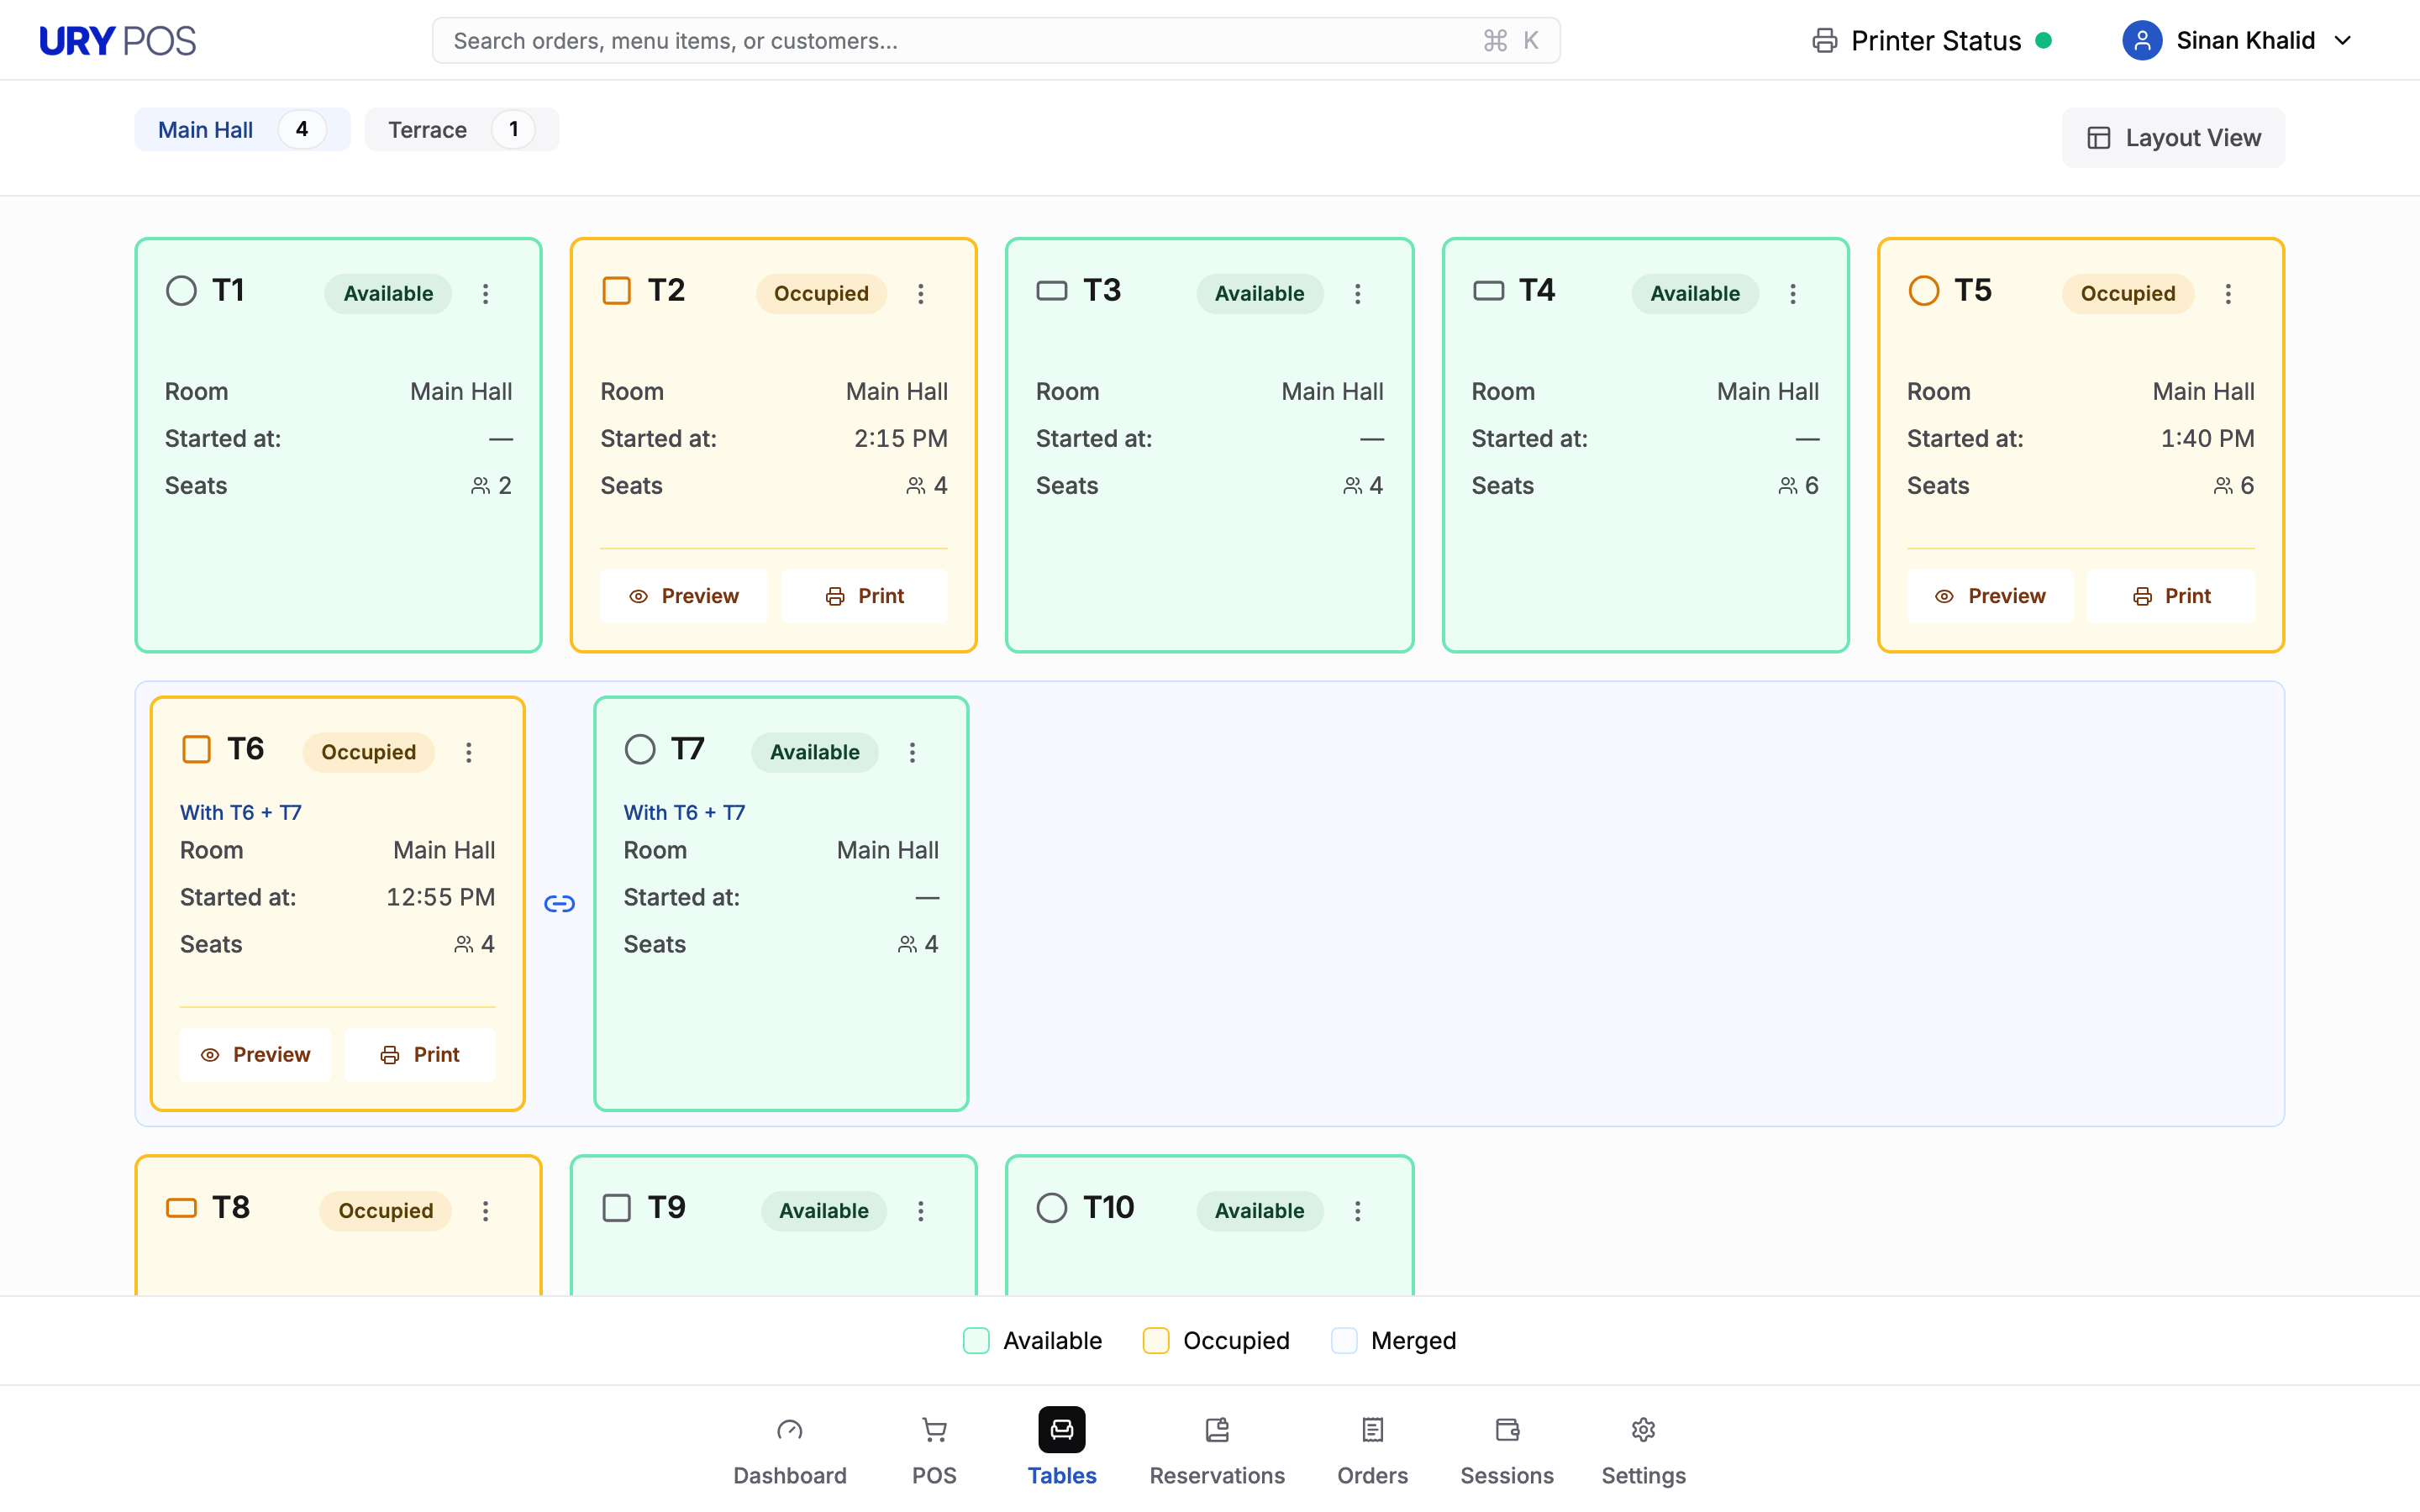 URY POS
Search orders, menu items, or customers...
⌘ K
Printer Status
Sinan Khalid
Main Hall 4
Terrace 1
Layout View
T1 Available
Room Main Hall
Started at: —
Seats 2
T2 Occupied
Room Main Hall
Started at: 2:15 PM
Seats 4
Preview Print
T3 Available
Room Main Hall
Started at: —
Seats 4
T4 Available
Room Main Hall
Started at: —
Seats 6
T5 Occupied
Room Main Hall
Started at: 1:40 PM
Seats 6
Preview Print
T6 Occupied
With T6 + T7
Room Main Hall
Started at: 12:55 PM
Seats 4
Preview Print
T7 Available
With T6 + T7
Room Main Hall
Started at: —
Seats 4
T8 Occupied
T9 Available
T10 Available
Available Occupied Merged
Dashboard POS Tables Reservations Orders Sessions Settings